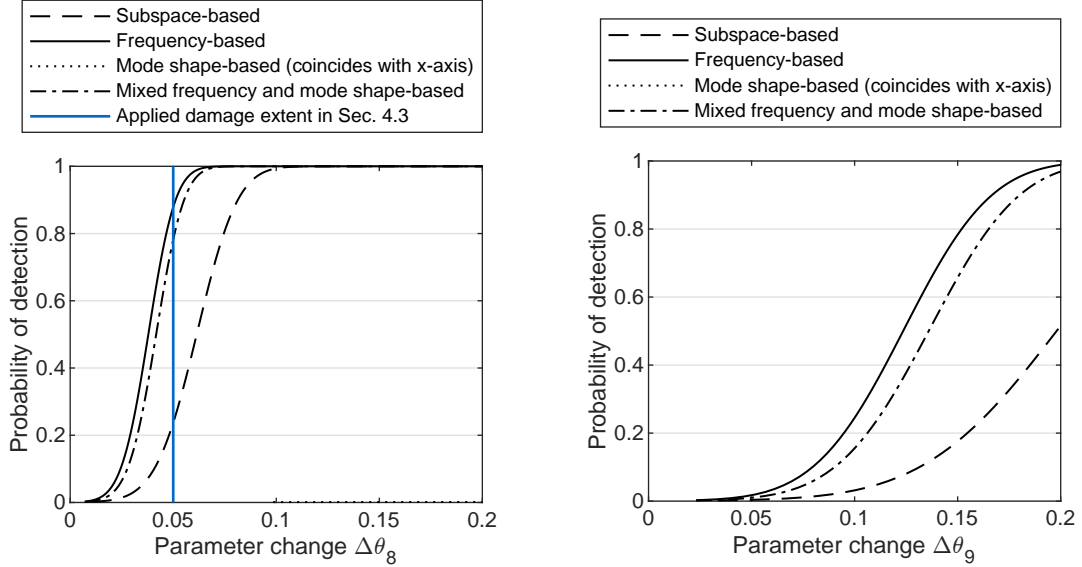 Subspace-based
Frequency-based
Mode shape-based (coincides with x-axis)
Mixed frequency and mode shape-based
Applied damage extent in Sec. 4.3
1
0.8
0.6
0.4
0.2
0
Probability of detection
0 0.05 0.1 0.15 0.2
Parameter change Δθ₈
Subspace-based
Frequency-based
Mode shape-based (coincides with x-axis)
Mixed frequency and mode shape-based
1
0.8
0.6
0.4
0.2
0
Probability of detection
0 0.05 0.1 0.15 0.2
Parameter change Δθ₉